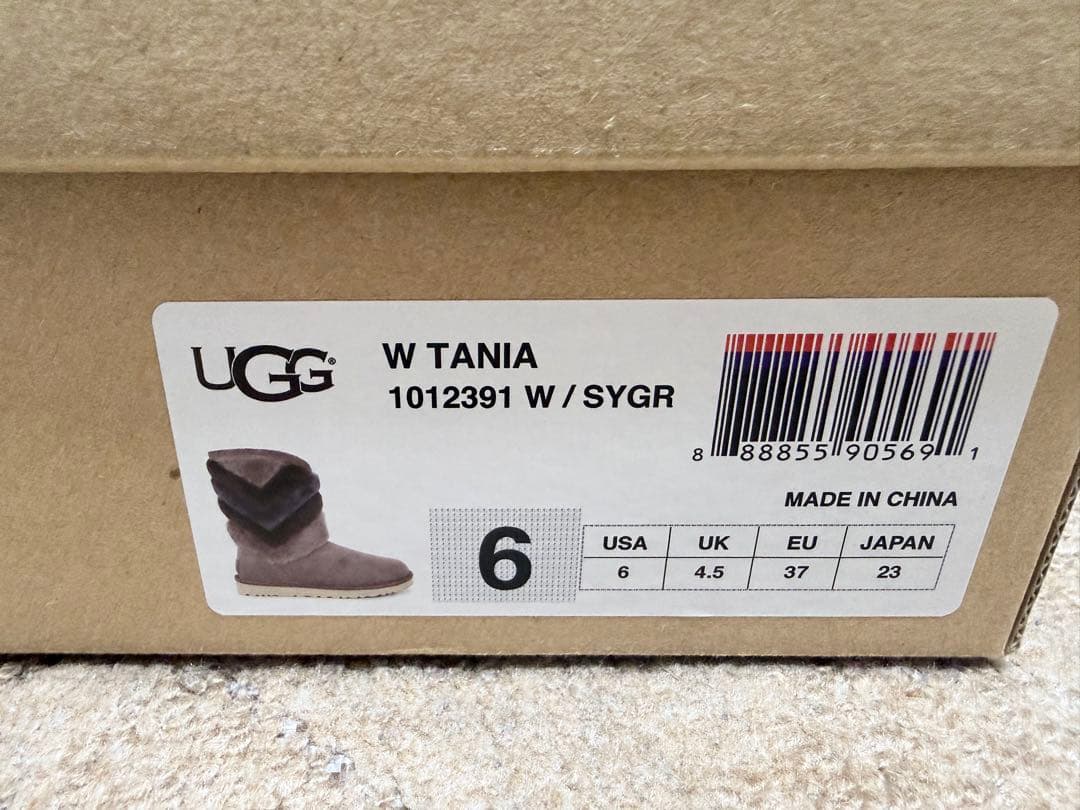 UGG®
W TANIA
1012391 W / SYGR
8 88855 90569 1
MADE IN CHINA
6
USA UK EU JAPAN
6 4.5 37 23